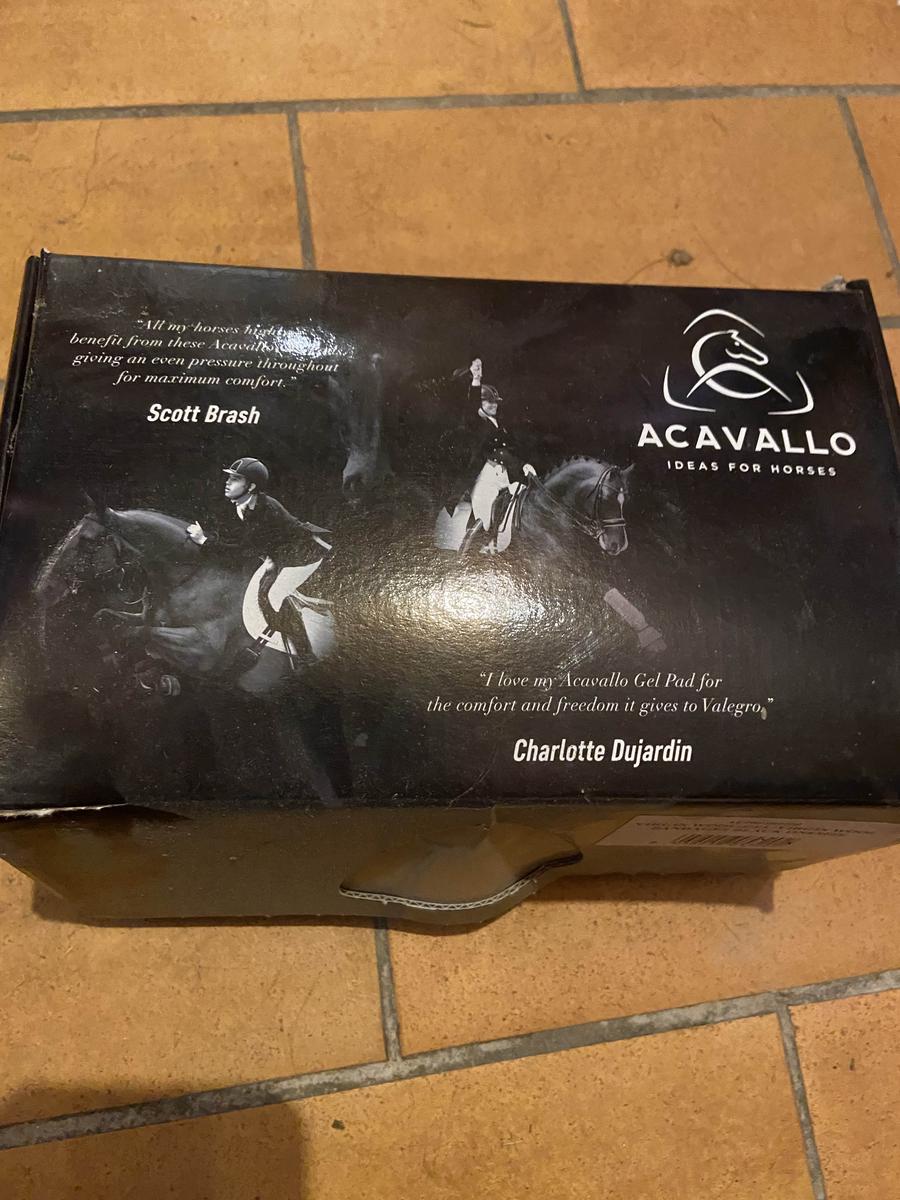 "All my horses
benefit from these
giving an even pressure throughout
for maximum comfort."
Scott Brash
ACAVALLO
IDEAS FOR HORSES
"I love my Acavallo Gel Pad for
the comfort and freedom it gives to Valegro."
Charlotte Dujardin